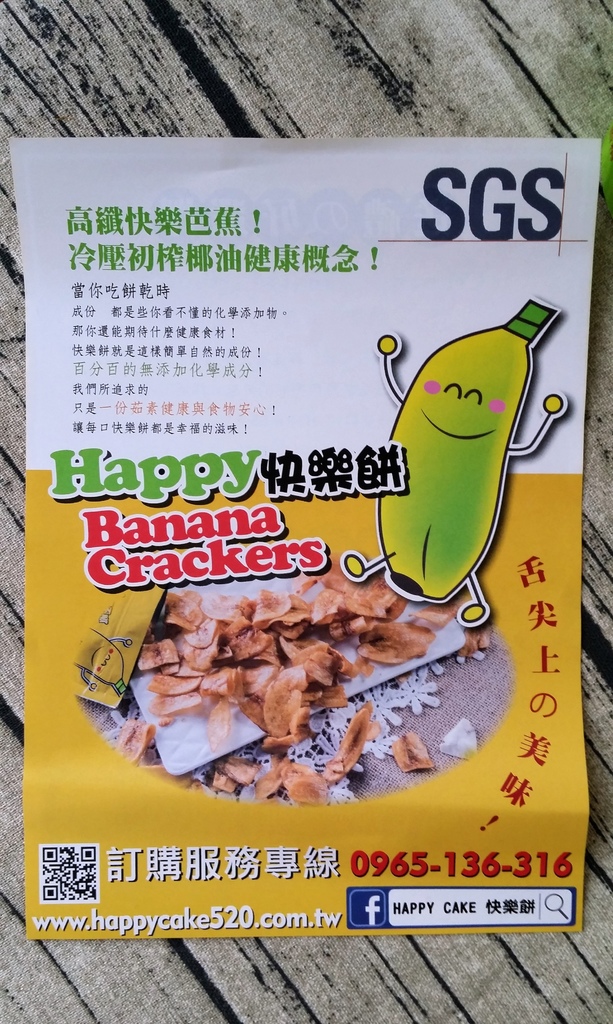 SGS
高纖快樂芭蕉！
冷壓初榨椰油健康概念！
當你吃餅乾時
成份　都是些你看不懂的化學添加物。
那你還能期待什麼健康食材！
快樂餅就是這樣簡單自然的成份！
百分百的無添加化學成分！
我們所追求的
只是一份茹素健康與食物安心！
讓每口快樂餅都是幸福的滋味！
Happy快樂餅
Banana
Crackers
舌尖上の美味！
訂購服務專線 0965-136-316
www.happycake520.com.tw
f HAPPY CAKE 快樂餅